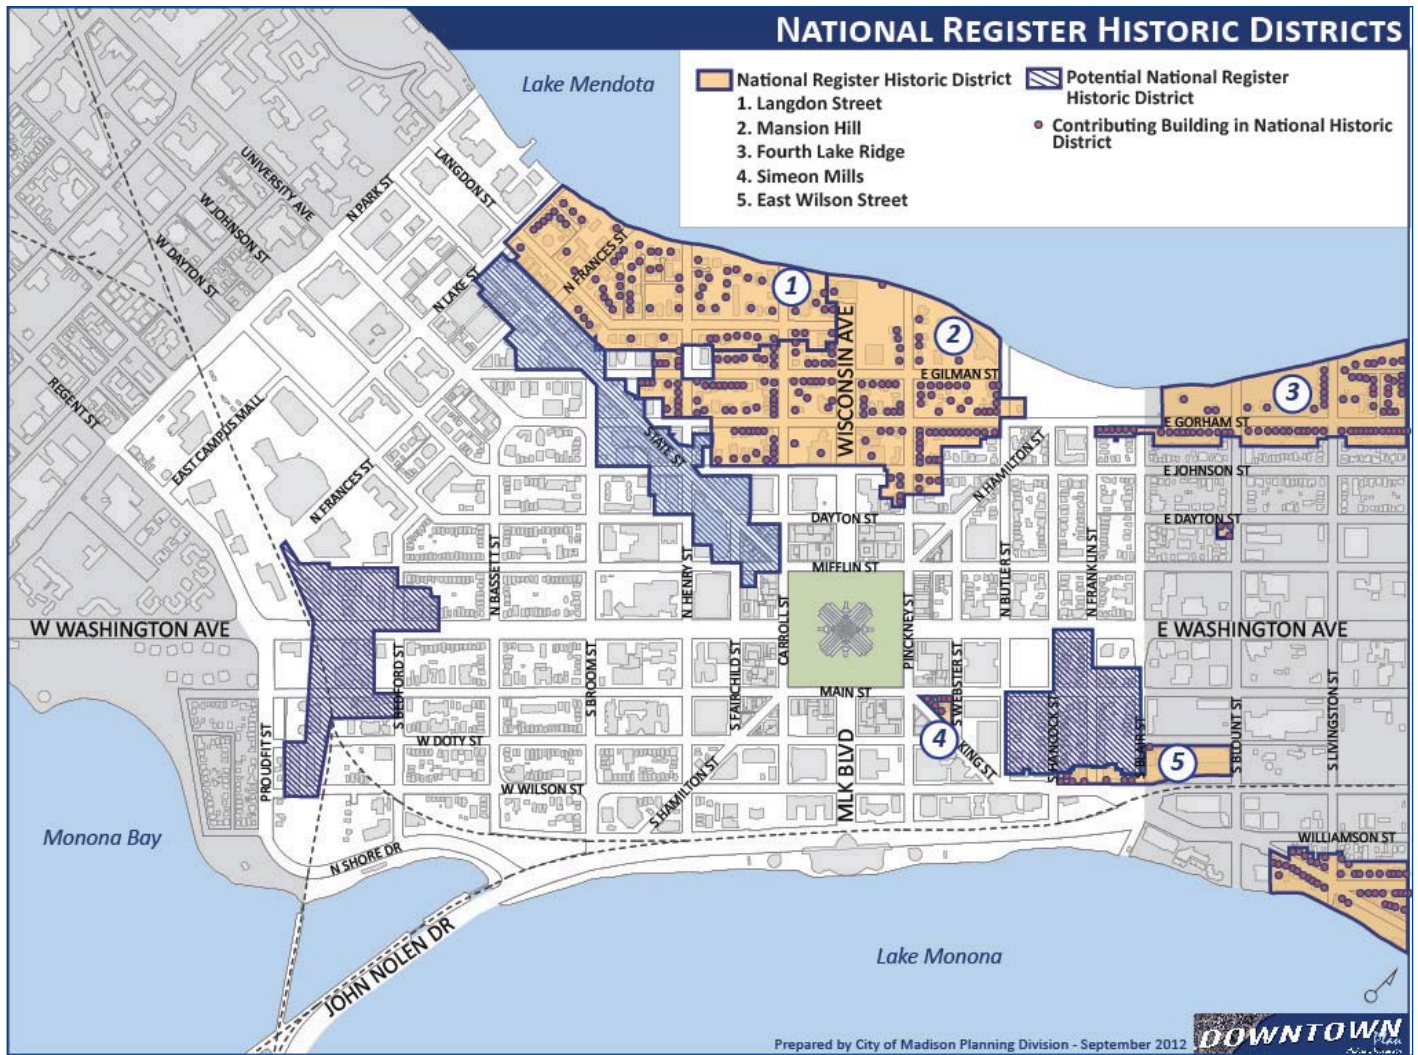 NATIONAL REGISTER HISTORIC DISTRICTS
Lake Mendota
National Register Historic District
1. Langdon Street
2. Mansion Hill
3. Fourth Lake Ridge
4. Simeon Mills
5. East Wilson Street
Potential National Register
Historic District
Contributing Building in National Historic
District
UNIVERSITY AVE
W JOHNSON ST
W DAYTON ST
N PARK ST
LANGDON ST
N LAKE ST
N FRANCES ST
1
2
3
WISCONSIN AVE
E GILMAN ST
E GORHAM ST
REGENT ST
EAST CAMPUS MALL
N FRANCES ST
STATE ST
N HAMILTON ST
E JOHNSON ST
DAYTON ST
E DAYTON ST
N BASSETT ST
N HENRY ST
MIFFLIN ST
N BUTLER ST
N FRANKLIN ST
CARROLL ST
PINCKNEY ST
W WASHINGTON AVE
E WASHINGTON AVE
S BEDFORD ST
S BROOM ST
S FAIRCHILD ST
MAIN ST
S WEBSTER ST
S HANCOCK ST
S BLAIR ST
S BLOUNT ST
S LIVINGSTON ST
PROUDFIT ST
W DOTY ST
MLK BLVD
4
KING ST
5
W WILSON ST
S HAMILTON ST
WILLIAMSON ST
Monona Bay
N SHORE DR
JOHN NOLEN DR
Lake Monona
Prepared by City of Madison Planning Division - September 2012
DOWNTOWN
Plan